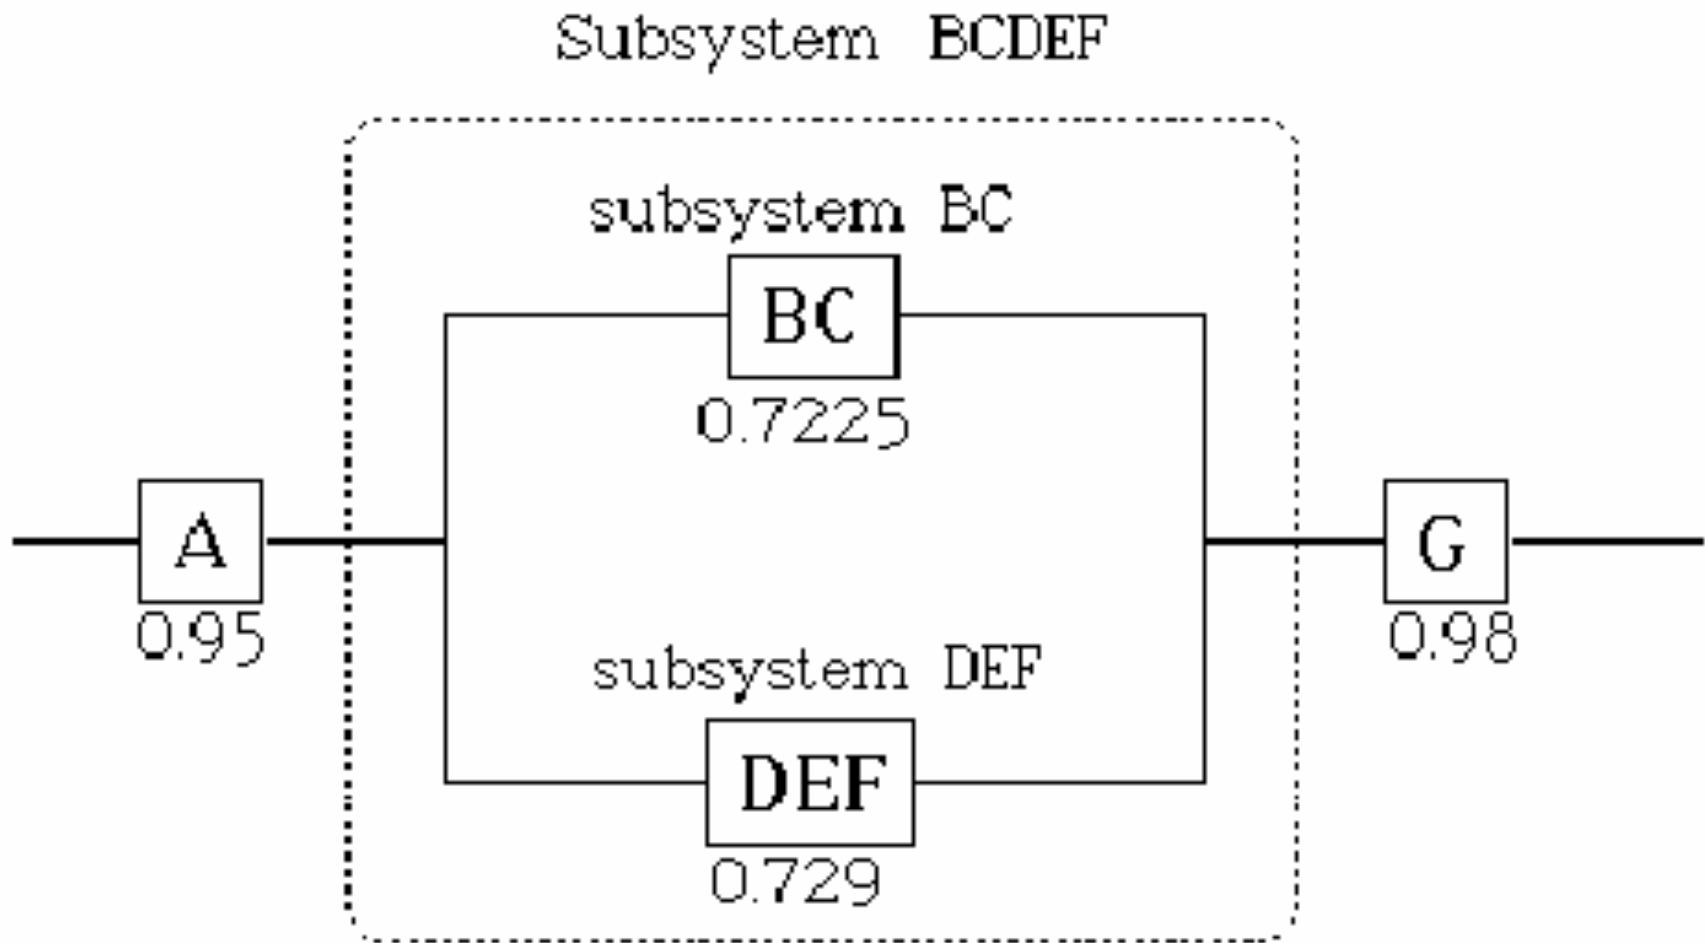 Subsystem BCDEF
subsystem BC
BC
0.7225
A
0.95
G
0.98
subsystem DEF
DEF
0.729